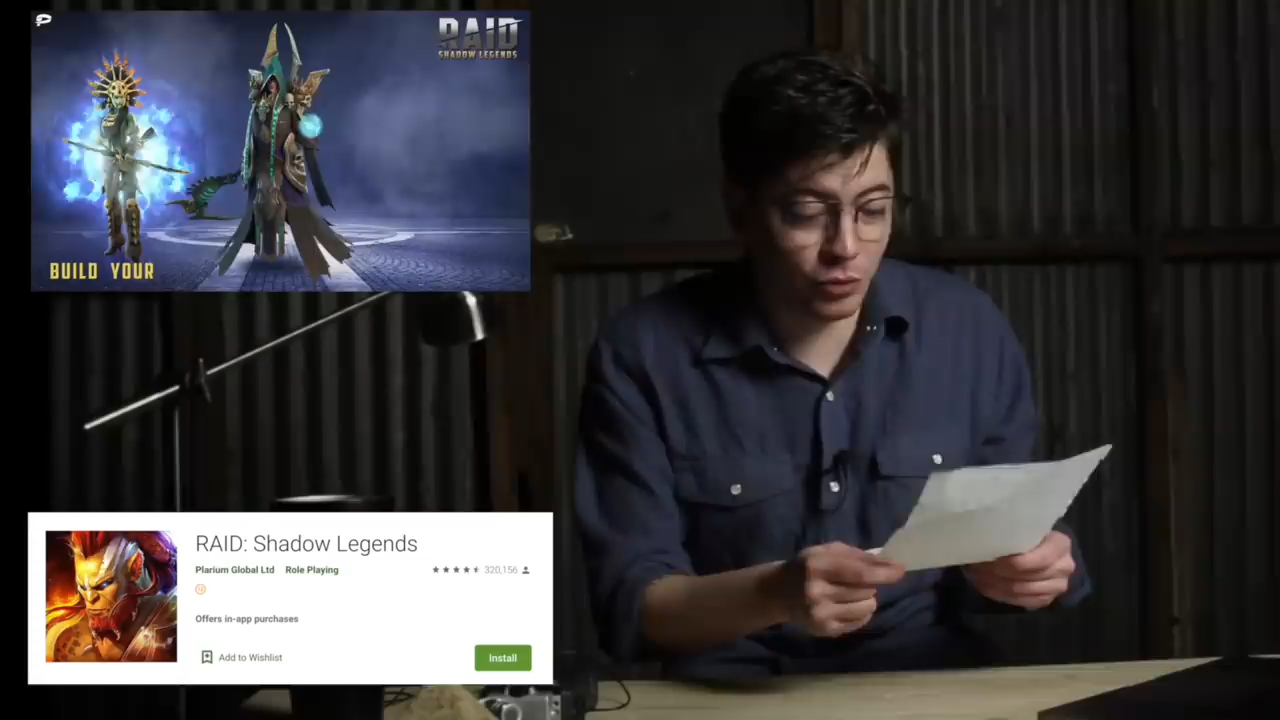 RAID
SHADOW LEGENDS
BUILD YOUR
RAID: Shadow Legends
Plarium Global Ltd Role Playing
320,156
Offers in-app purchases
Add to Wishlist
Install